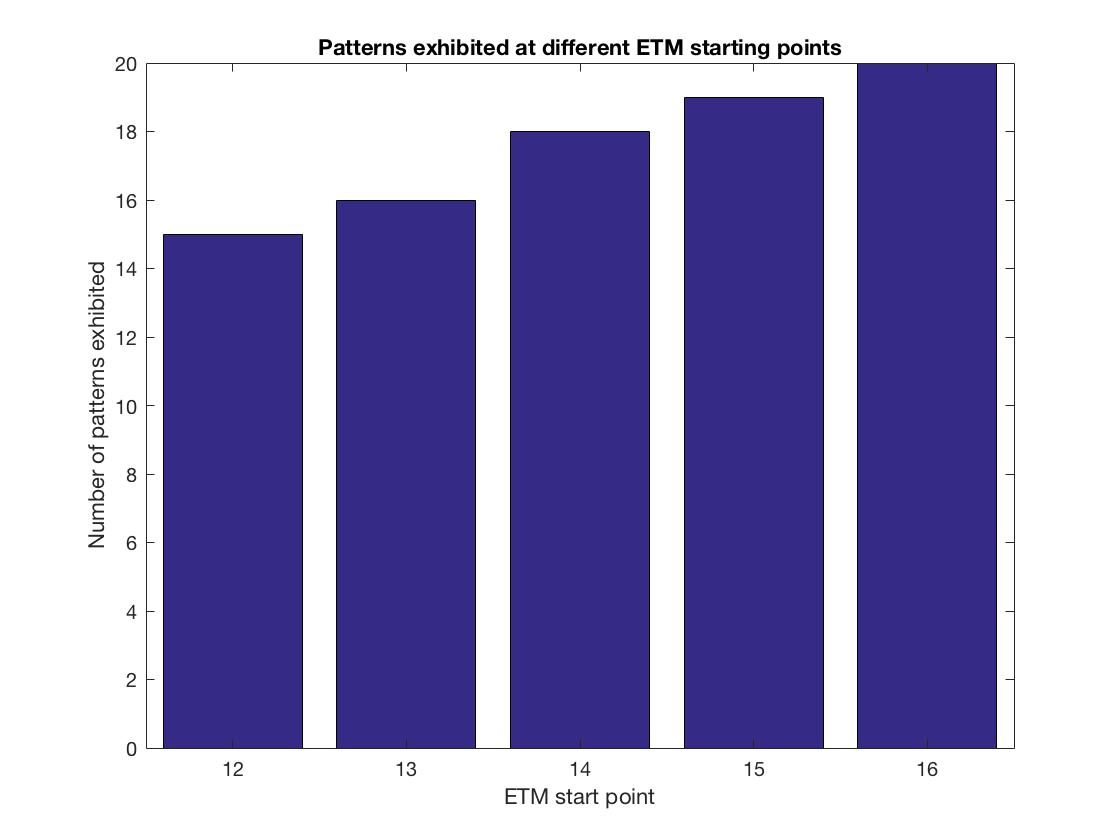 Patterns exhibited at different ETM starting points
20
18
16
14
12
10
8
6
4
2
0
Number of patterns exhibited
12 13 14 15 16
ETM start point